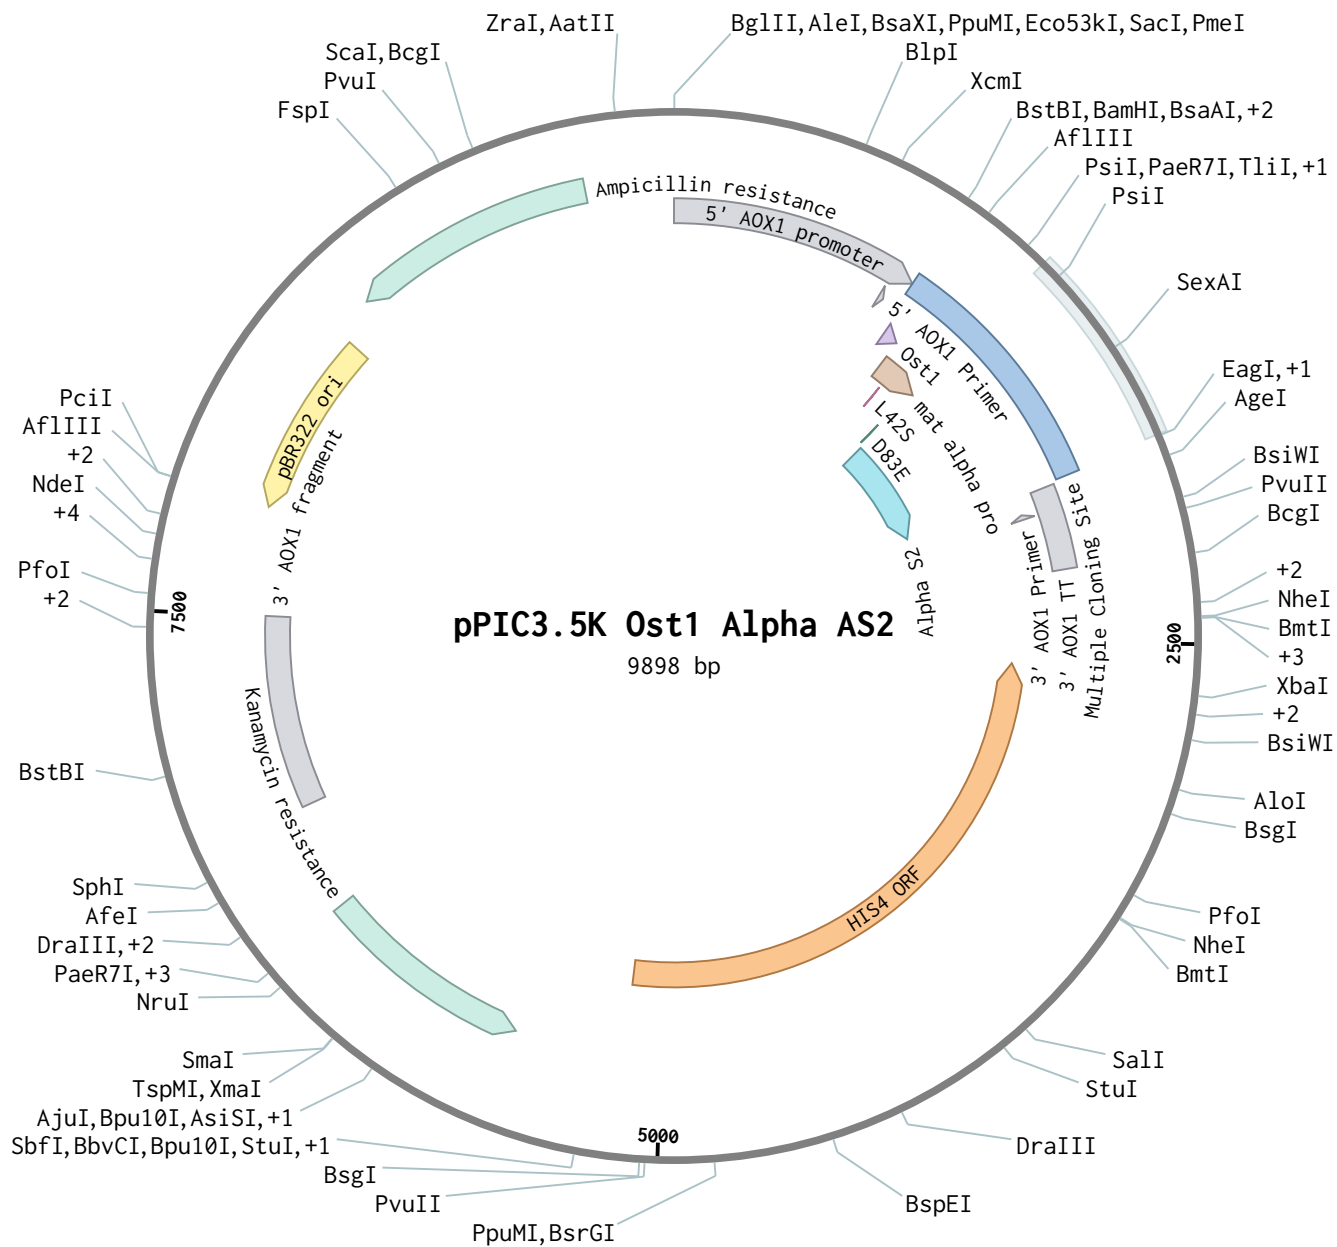 ZraI,AatII
BglII,AleI,BsaXI,PpuMI,Eco53kI,SacI,PmeI
ScaI,BcgI
BlpI
PvuI
XcmI
FspI
BstBI,BamHI,BsaAI,+2
AflIII
PsiI,PaeR7I,TliI,+1
PsiI
Ampicillin resistance
5' AOX1 promoter
SexAI
5' AOX1 Primer
Ost1
EagI,+1
AgeI
mat alpha pro
L42S
D83E
PciI
AflIII
+2
NdeI
+4
pBR322 ori
3' AOX1 fragment
BsiWI
PvuII
BcgI
Multiple Cloning Site
3' AOX1 Primer
3' AOX1 TT
Alpha S2
PfoI
+2
7500
pPIC3.5K Ost1 Alpha AS2
9898 bp
2500
+2
NheI
BmtI
+3
XbaI
+2
BsiWI
Kanamycin resistance
BstBI
AloI
BsgI
SphI
AfeI
DraIII,+2
PaeR7I,+3
NruI
HIS4 ORF
PfoI
NheI
BmtI
SmaI
TspMI,XmaI
AjuI,Bpu10I,AsiSI,+1
SbfI,BbvCI,Bpu10I,StuI,+1
BsgI
PvuII
PpuMI,BsrGI
5000
SalI
StuI
DraIII
BspEI